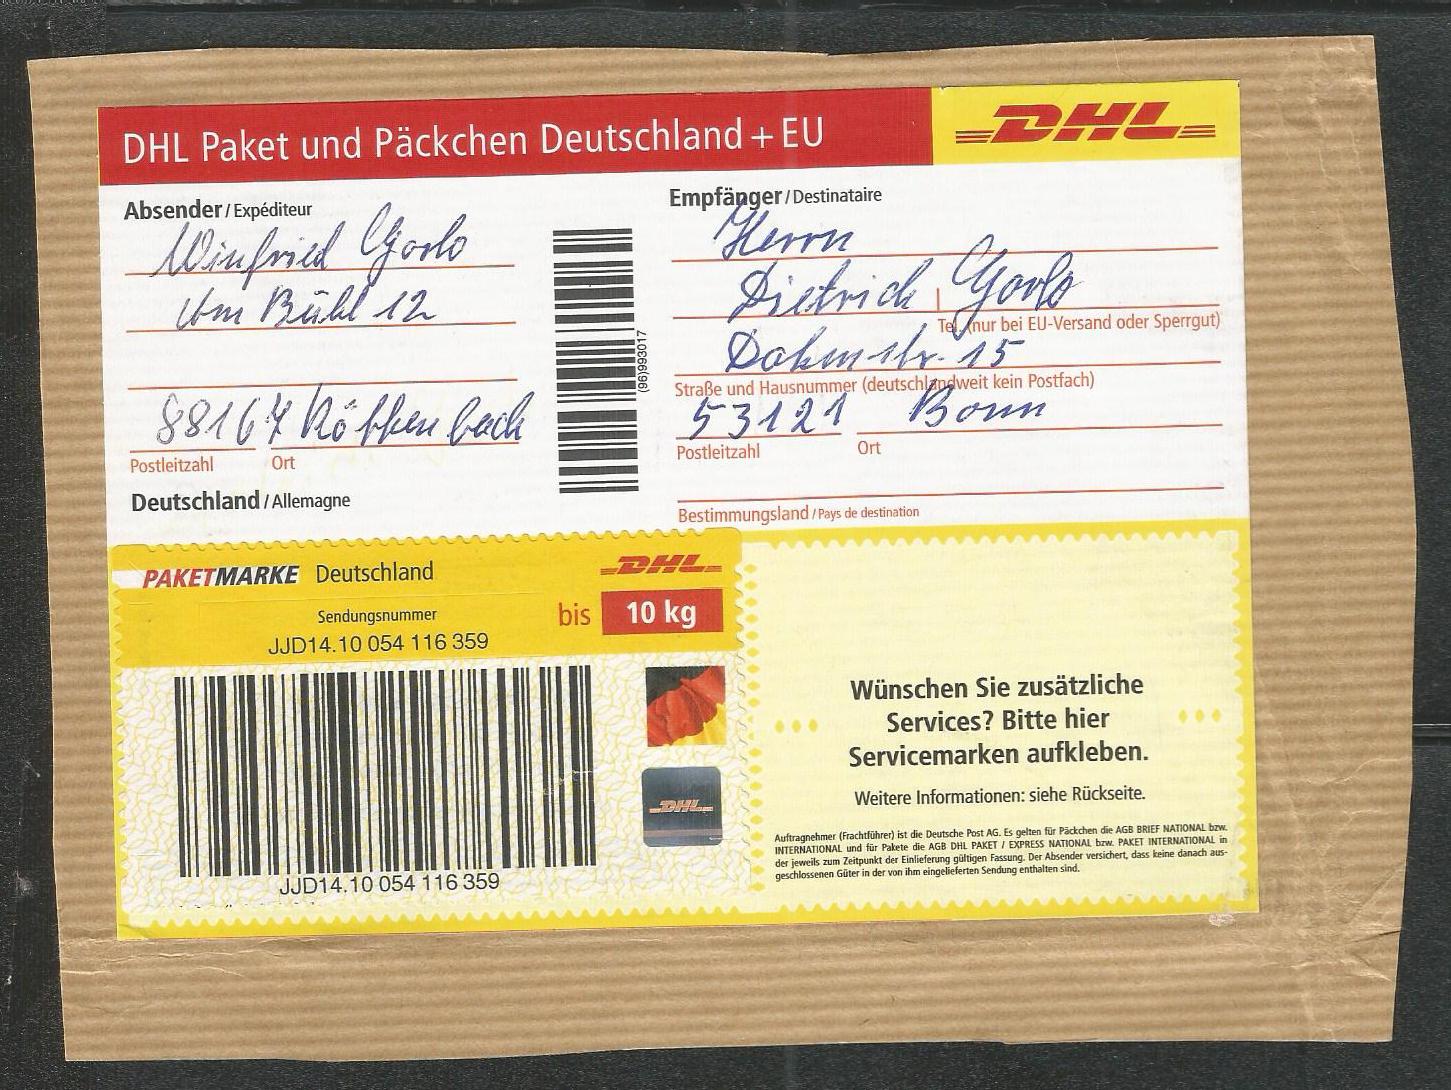 DHL Paket und Päckchen Deutschland + EU
DHL
Absender / Expéditeur
Winfried Gorlo
Am Bühl 12
88167 Röthenbach
Postleitzahl Ort
Deutschland / Allemagne
(96)993017
Empfänger / Destinataire
Herrn
Dietrich Gorlo
Tel. (nur bei EU-Versand oder Sperrgut)
15
Straße und Hausnummer (deutschlandweit kein Postfach)
53121 Bonn
Postleitzahl Ort
Bestimmungsland / Pays de destination
PAKETMARKE Deutschland
DHL
Sendungsnummer
bis 10 kg
JJD14.10 054 116 359
JJD14.10 054 116 359
DHL
Wünschen Sie zusätzliche
Services? Bitte hier
Servicemarken aufkleben.
Weitere Informationen: siehe Rückseite.
Auftragnehmer (Frachtführer) ist die Deutsche Post AG. Es gelten für Päckchen die AGB BRIEF NATIONAL bzw.
INTERNATIONAL und für Pakete die AGB DHL PAKET / EXPRESS NATIONAL bzw. PAKET INTERNATIONAL in
der jeweils zum Zeitpunkt der Einlieferung gültigen Fassung. Der Absender versichert, dass keine danach aus-
geschlossenen Güter in der von ihm eingelieferten Sendung enthalten sind.